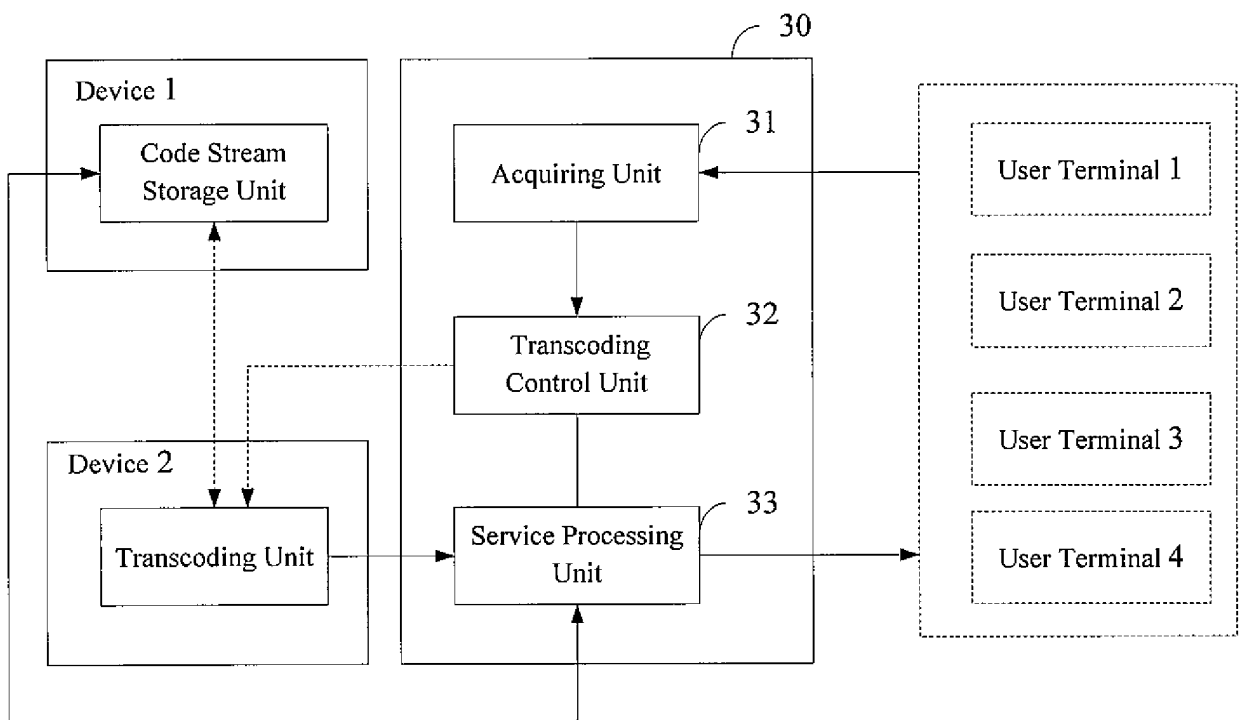 30
Device 1
Code Stream
Storage Unit
31
Acquiring Unit
User Terminal 1
User Terminal 2
32
Transcoding
Control Unit
User Terminal 3
Device 2
Transcoding Unit
33
Service Processing
Unit
User Terminal 4